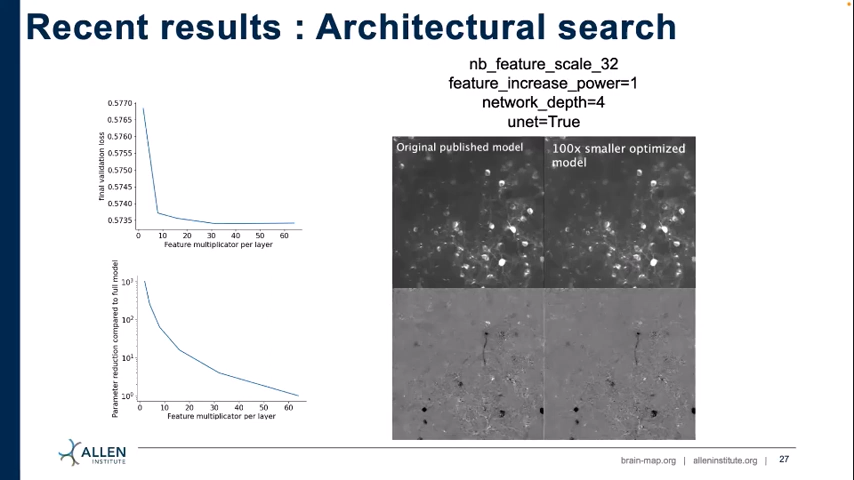 Recent results : Architectural search
nb_feature_scale_32
feature_increase_power=1
network_depth=4
unet=True
final validation loss
0.5770
0.5765
0.5760
0.5755
0.5750
0.5745
0.5740
0.5735
0 10 20 30 40 50 60
Feature multiplicator per layer
Parameter reduction compared to full model
10³
10²
10¹
10⁰
0 10 20 30 40 50 60
Feature multiplicator per layer
Original published model
100x smaller optimized
model
ALLEN
INSTITUTE
brain-map.org | alleninstitute.org | 27